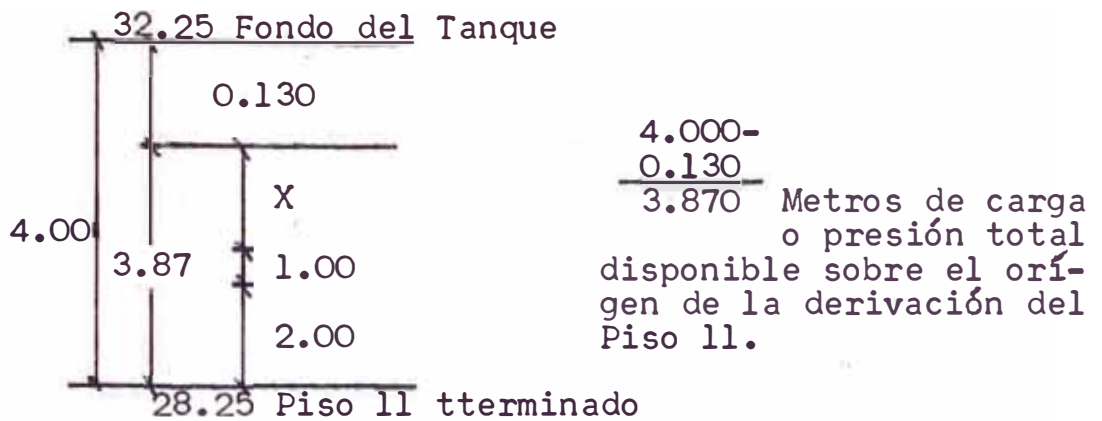 32.25 Fondo del Tanque
0.130
X
4.00
3.87
1.00
2.00
28.25 Piso 11 tterminado
4.000-
0.130
3.870 Metros de carga
o presión total
disponible sobre el orí-
gen de la derivación del
Piso 11.